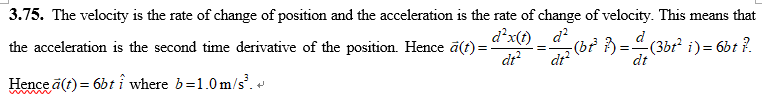 3.75. The velocity is the rate of change of position and the acceleration is the rate of change of velocity. This means that
the acceleration is the second time derivative of the position. Hence a⃗(t) = d²x(t)/dt² = d²/dt² (bt³ ?) = d/dt (3bt² i) = 6bt ?.
Hence a⃗(t) = 6bt î where b=1.0 m/s³. ↵